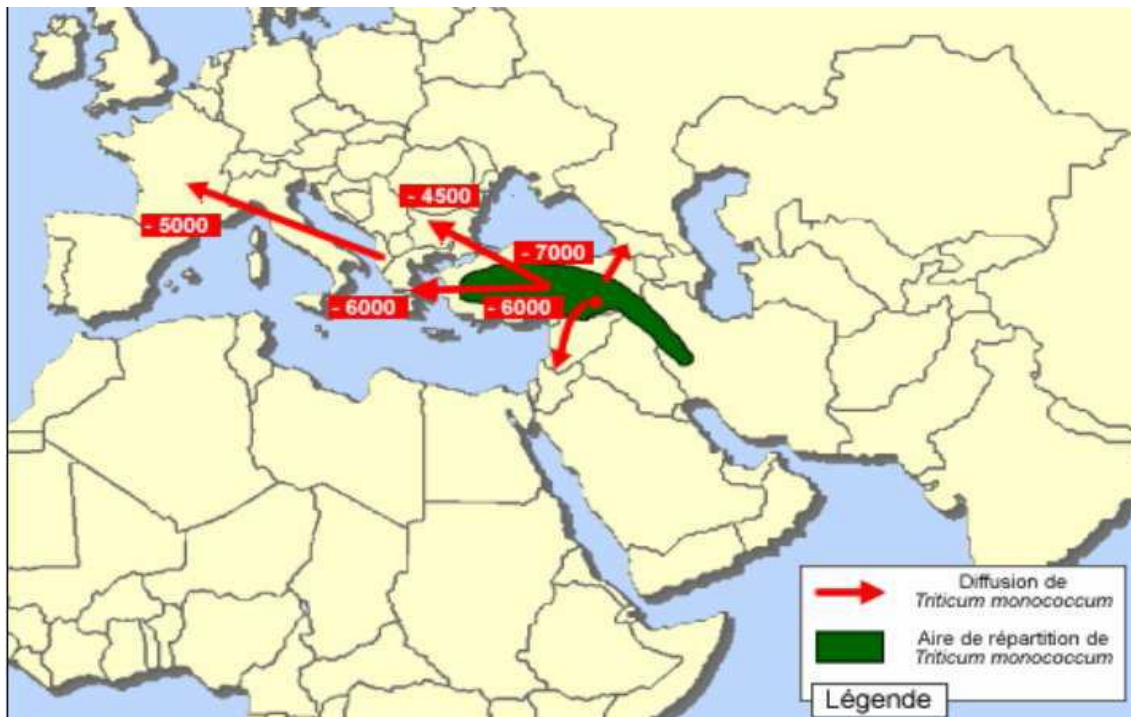 - 4500
- 5000
- 7000
- 6000
- 6000
Diffusion de
Triticum monococcum
Aire de répartition de
Triticum monococcum
Légende